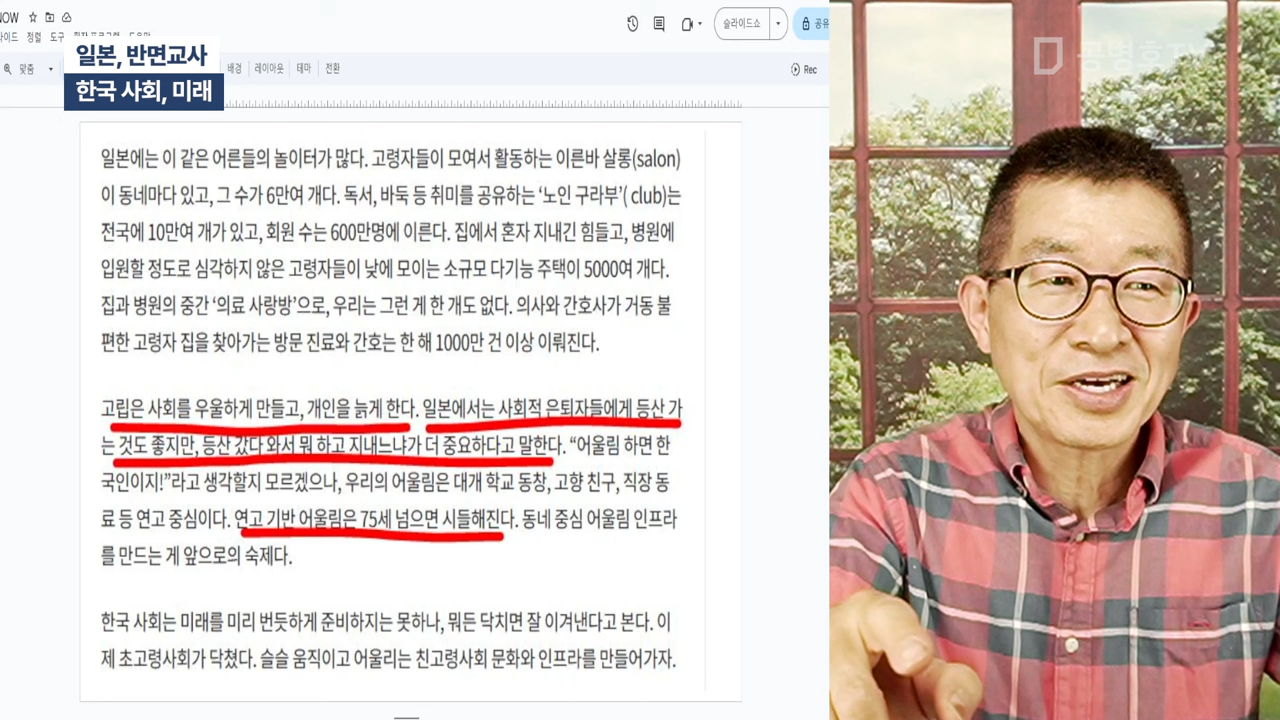 NOW
슬라이드쇼
공유
라이드 정렬 도구
일본, 반면교사
한국 사회, 미래
맞춤
배경 레이아웃 테마 전환
Rec
공병호TV
일본에는 이 같은 어른들의 놀이터가 많다. 고령자들이 모여서 활동하는 이른바 살롱(salon)
이 동네마다 있고, 그 수가 6만여 개다. 독서, 바둑 등 취미를 공유하는 ‘노인 구라부’( club)는
전국에 10만여 개가 있고, 회원 수는 600만명에 이른다. 집에서 혼자 지내긴 힘들고, 병원에
입원할 정도로 심각하지 않은 고령자들이 낮에 모이는 소규모 다기능 주택이 5000여 개다.
집과 병원의 중간 ‘의료 사랑방’으로, 우리는 그런 게 한 개도 없다. 의사와 간호사가 거동 불
편한 고령자 집을 찾아가는 방문 진료와 간호는 한 해 1000만 건 이상 이뤄진다.
고립은 사회를 우울하게 만들고, 개인을 늙게 한다. 일본에서는 사회적 은퇴자들에게 등산 가
는 것도 좋지만, 등산 갔다 와서 뭐 하고 지내느냐가 더 중요하다고 말한다. “어울림 하면 한
국인이지!”라고 생각할지 모르겠으나, 우리의 어울림은 대개 학교 동창, 고향 친구, 직장 동
료 등 연고 중심이다. 연고 기반 어울림은 75세 넘으면 시들해진다. 동네 중심 어울림 인프라
를 만드는 게 앞으로의 숙제다.
한국 사회는 미래를 미리 번듯하게 준비하지는 못하나, 뭐든 닥치면 잘 이겨낸다고 본다. 이
제 초고령사회가 닥쳤다. 슬슬 움직이고 어울리는 친고령사회 문화와 인프라를 만들어가자.